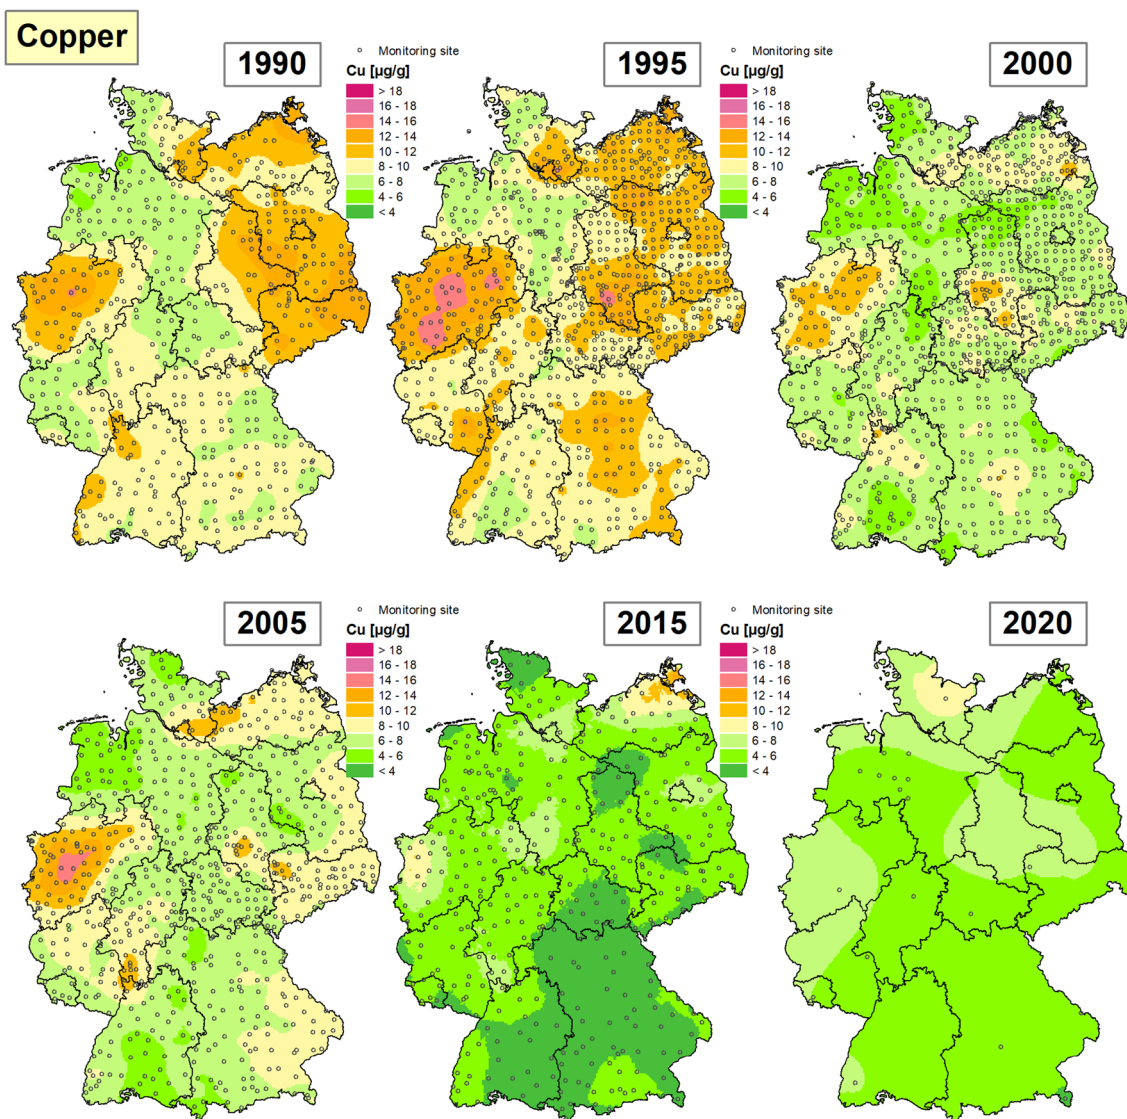 Copper
1990
Monitoring site
Cu [µg/g]
> 18
16 - 18
14 - 16
12 - 14
10 - 12
8 - 10
6 - 8
4 - 6
< 4
1995
Monitoring site
Cu [µg/g]
> 18
16 - 18
14 - 16
12 - 14
10 - 12
8 - 10
6 - 8
4 - 6
< 4
2000
2005
Monitoring site
Cu [µg/g]
> 18
16 - 18
14 - 16
12 - 14
10 - 12
8 - 10
6 - 8
4 - 6
< 4
2015
Monitoring site
Cu [µg/g]
> 18
16 - 18
14 - 16
12 - 14
10 - 12
8 - 10
6 - 8
4 - 6
< 4
2020